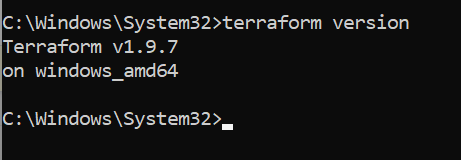 C:\Windows\System32>terraform version
Terraform v1.9.7
on windows_amd64
C:\Windows\System32>